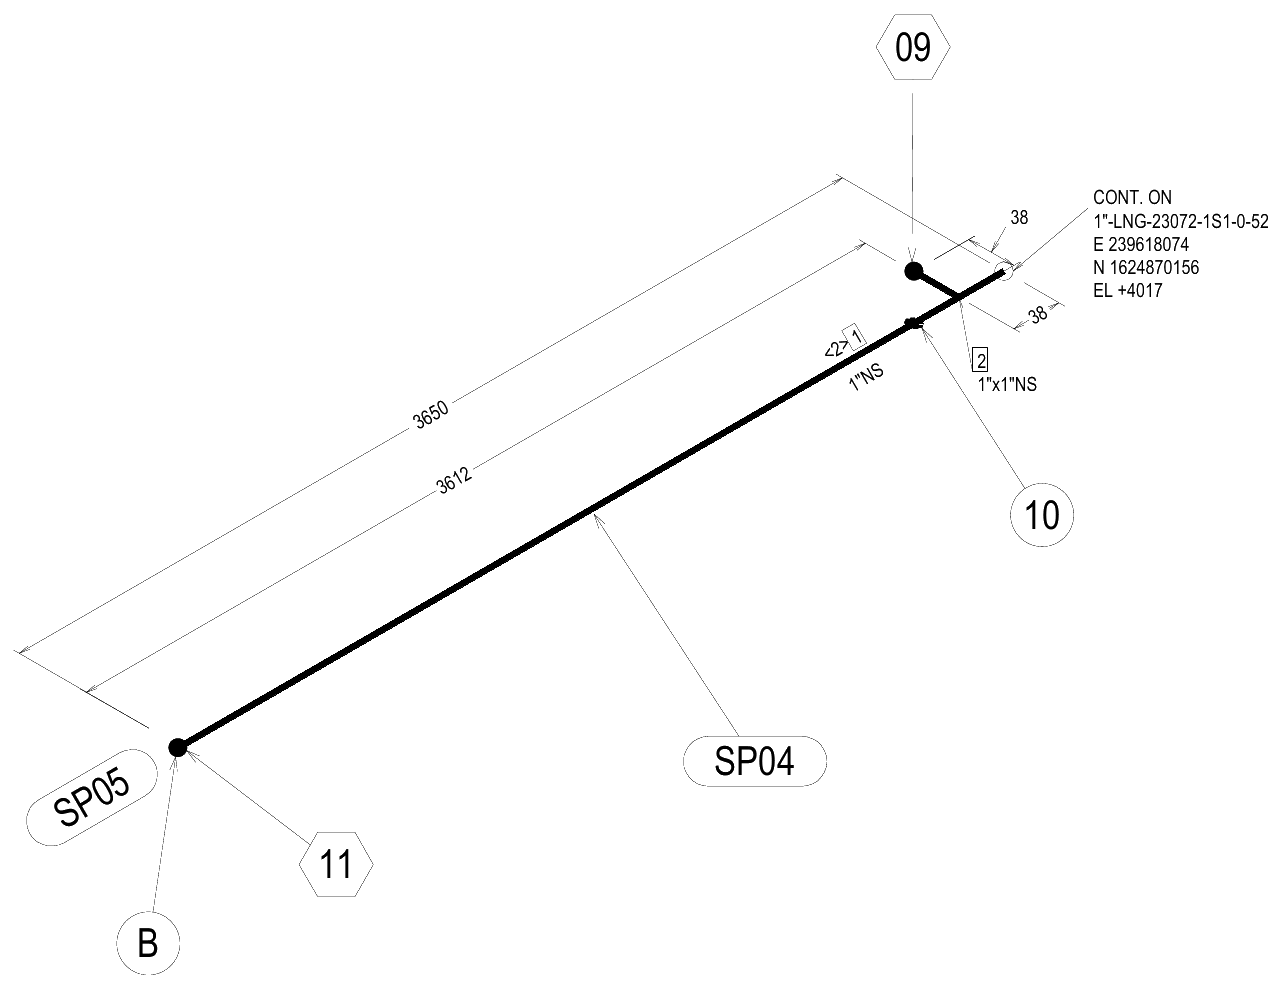 09
CONT. ON
1"-LNG-23072-1S1-0-52
E 239618074
N 1624870156
EL +4017
38
38
<2> 1
1"NS
2
1"x1"NS
3650
3612
10
SP04
SP05
11
B